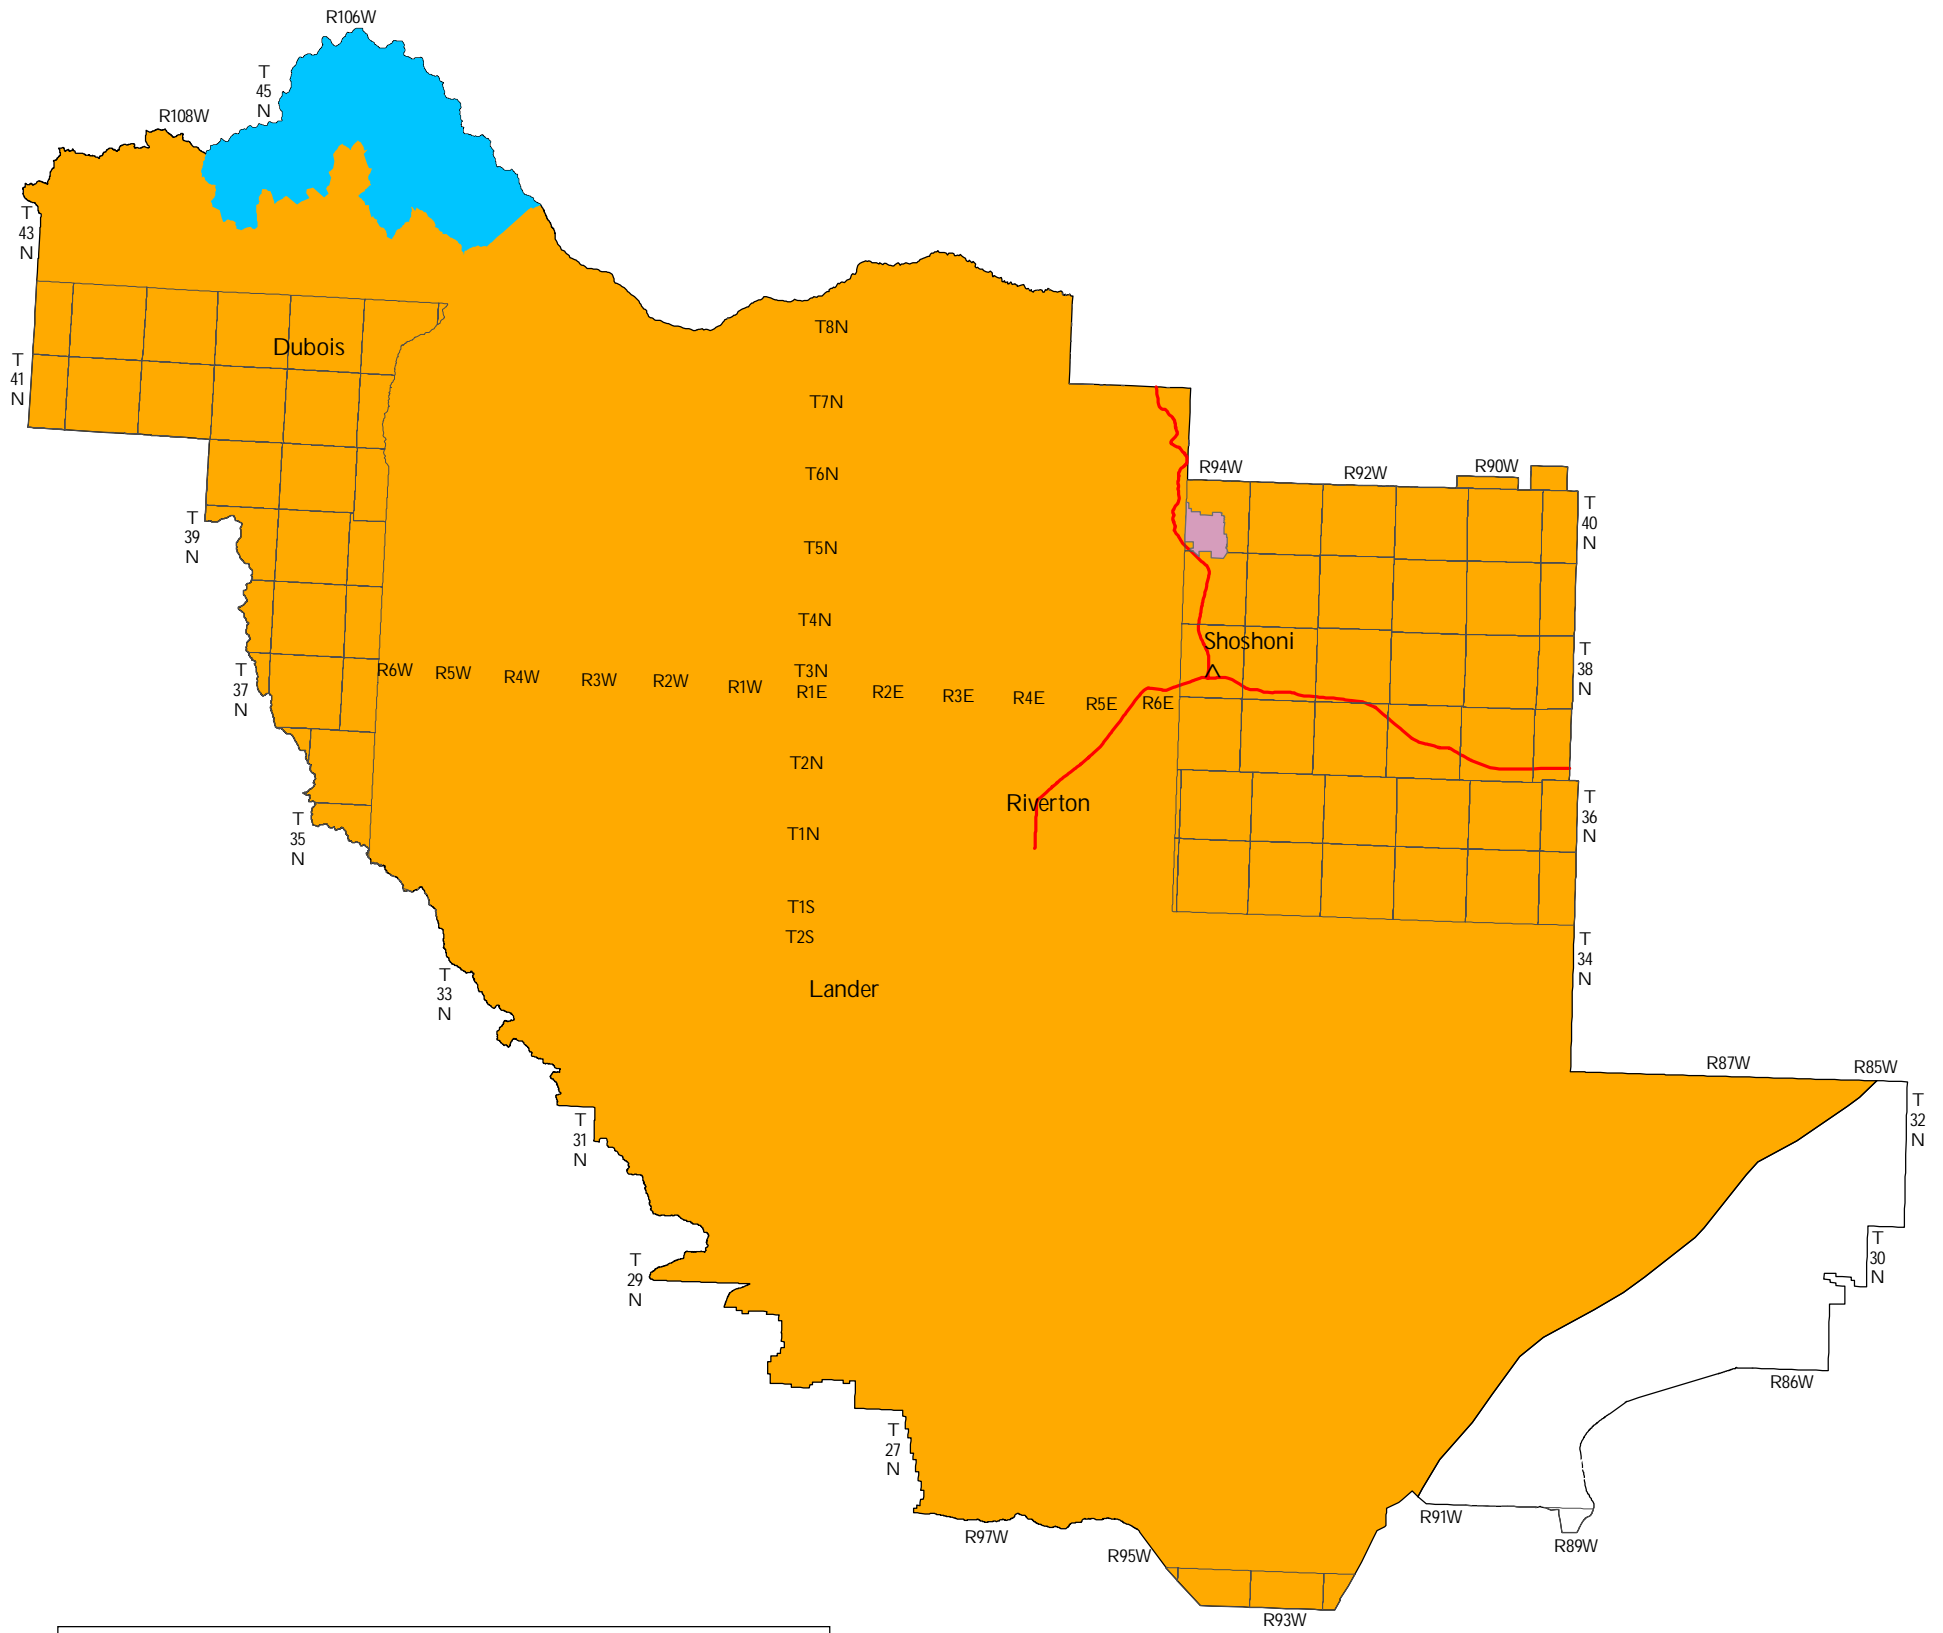 R106W
T
45
N
R108W
T
43
N
T8N
Dubois
T
41
N
T7N
R94W
R92W
R90W
T6N
T
40
N
T
39
N
T5N
T4N
Shoshoni
T
38
N
T
37
N
R6W
R5W
R4W
R3W
R2W
R1W
T3N
R1E
R2E
R3E
R4E
R5E
R6E
T2N
Riverton
T
36
N
T
35
N
T1N
T1S
T2S
T
34
N
T
33
N
Lander
R87W
R85W
T
32
N
T
31
N
T
30
N
T
29
N
R86W
T
27
N
R97W
R91W
R95W
R89W
R93W